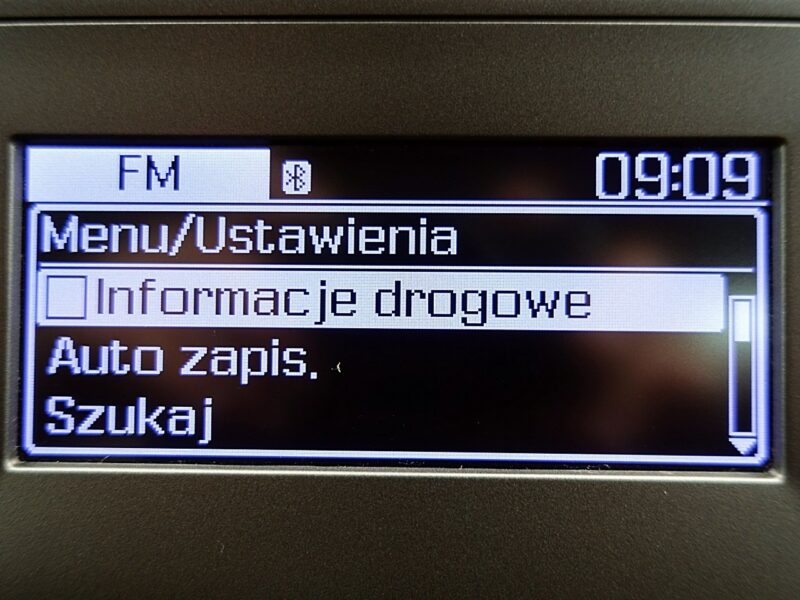 FM 09:09
Menu/Ustawienia
Informacje drogowe
Auto zapis.
Szukaj